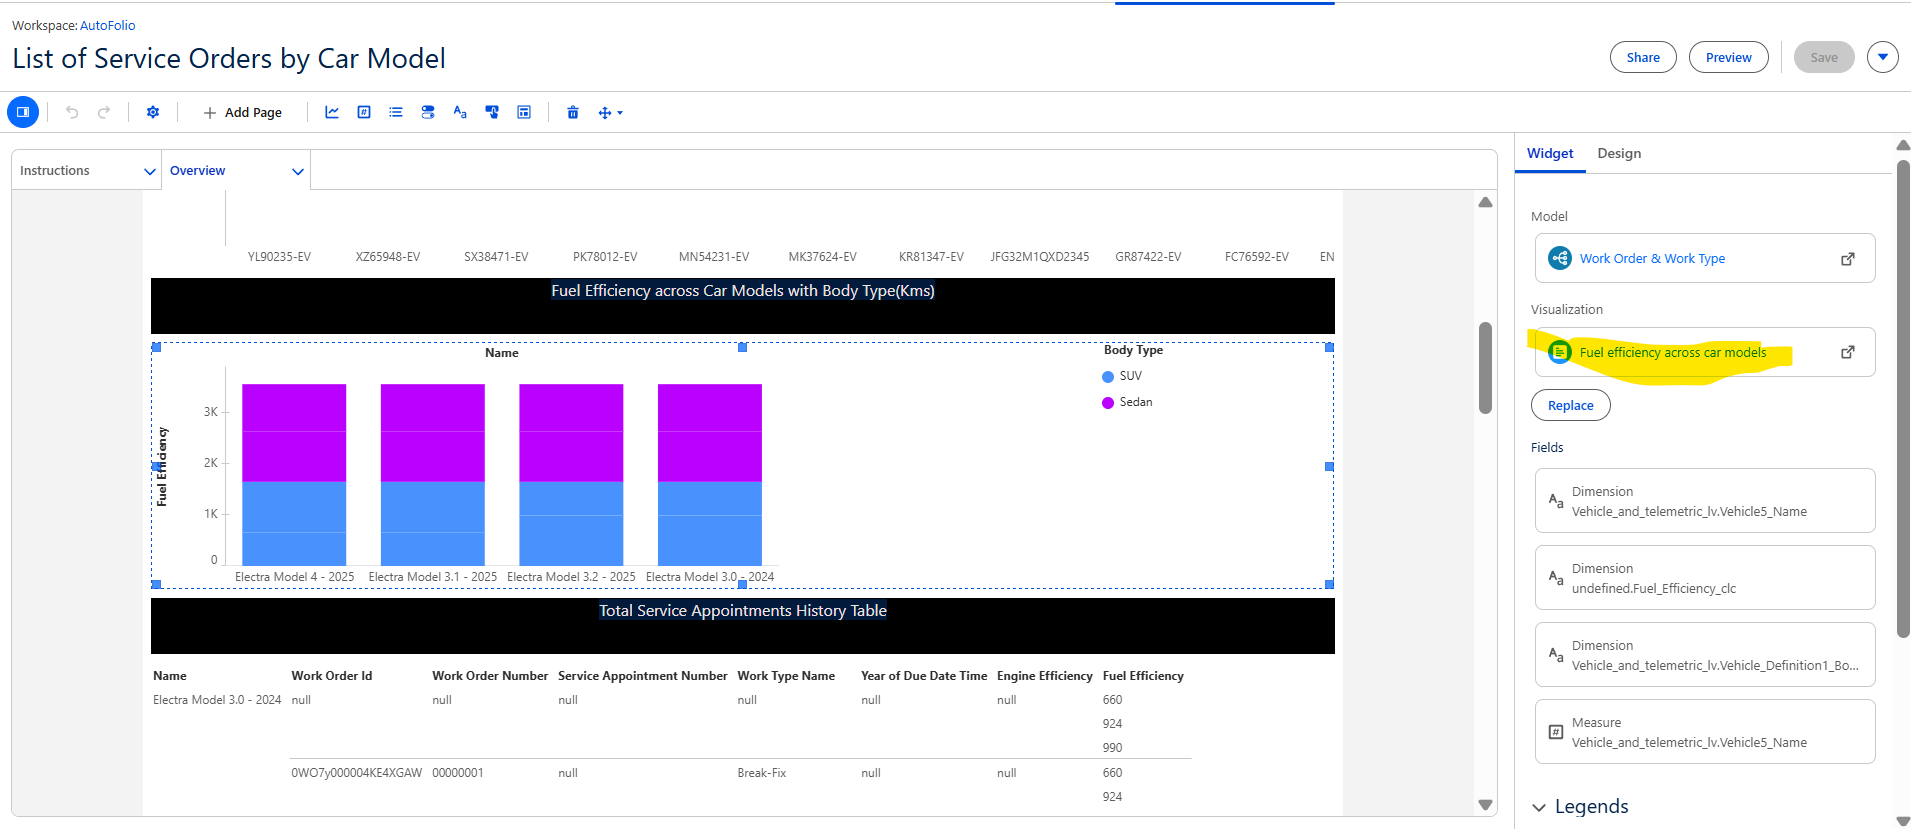 Workspace: AutoFolio
List of Service Orders by Car Model
Share
Preview
Save
Add Page
Instructions
Overview
YL90235-EV XZ65948-EV SX38471-EV PK78012-EV MN54231-EV MK37624-EV KR81347-EV JFG32M1QXD2345 GR87422-EV FC76592-EV EN
Fuel Efficiency across Car Models with Body Type(Kms)
Name
Body Type
SUV
Sedan
Fuel Efficiency
3K
2K
1K
0
Electra Model 4 - 2025 Electra Model 3.1 - 2025 Electra Model 3.2 - 2025 Electra Model 3.0 - 2024
Total Service Appointments History Table
Name Work Order Id Work Order Number Service Appointment Number Work Type Name Year of Due Date Time Engine Efficiency Fuel Efficiency
Electra Model 3.0 - 2024 null null null null null null 660
924
990
0WO7y000004KE4XGAW 00000001 null Break-Fix null null 660
924
Widget Design
Model
Work Order & Work Type
Visualization
Fuel efficiency across car models
Replace
Fields
Dimension
Vehicle_and_telemetric_lv.Vehicle5_Name
Dimension
undefined.Fuel_Efficiency_clc
Dimension
Vehicle_and_telemetric_lv.Vehicle_Definition1_Bo...
Measure
Vehicle_and_telemetric_lv.Vehicle5_Name
Legends